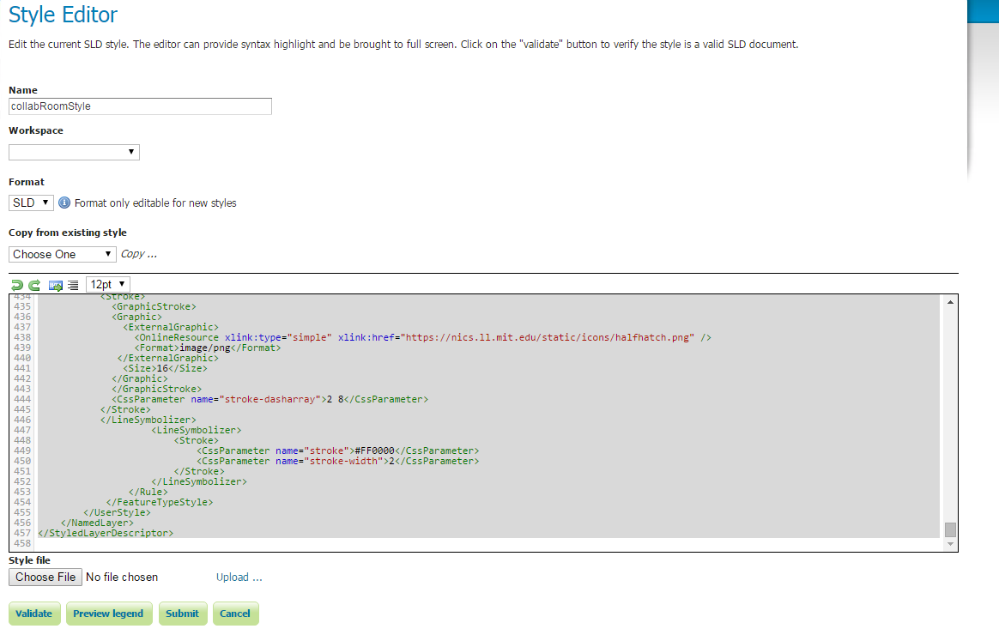 Style Editor
Edit the current SLD style. The editor can provide syntax highlight and be brought to full screen. Click on the "validate" button to verify the style is a valid SLD document.
Name
collabRoomStyle
Workspace
Format
SLD Format only editable for new styles
Copy from existing style
Choose One Copy ...
12pt
434 <Stroke>
435 <GraphicStroke>
436 <Graphic>
437 <ExternalGraphic>
438 <OnlineResource xlink:type="simple" xlink:href="https://nics.ll.mit.edu/static/icons/halfhatch.png" />
439 <Format>image/png</Format>
440 </ExternalGraphic>
441 <Size>16</Size>
442 </Graphic>
443 </GraphicStroke>
444 <CssParameter name="stroke-dasharray">2 8</CssParameter>
445 </Stroke>
446 </LineSymbolizer>
447 <LineSymbolizer>
448 <Stroke>
449 <CssParameter name="stroke">#FF0000</CssParameter>
450 <CssParameter name="stroke-width">2</CssParameter>
451 </Stroke>
452 </LineSymbolizer>
453 </Rule>
454 </FeatureTypeStyle>
455 </UserStyle>
456 </NamedLayer>
457 </StyledLayerDescriptor>
458
Style file
Choose File No file chosen Upload ...
Validate Preview legend Submit Cancel